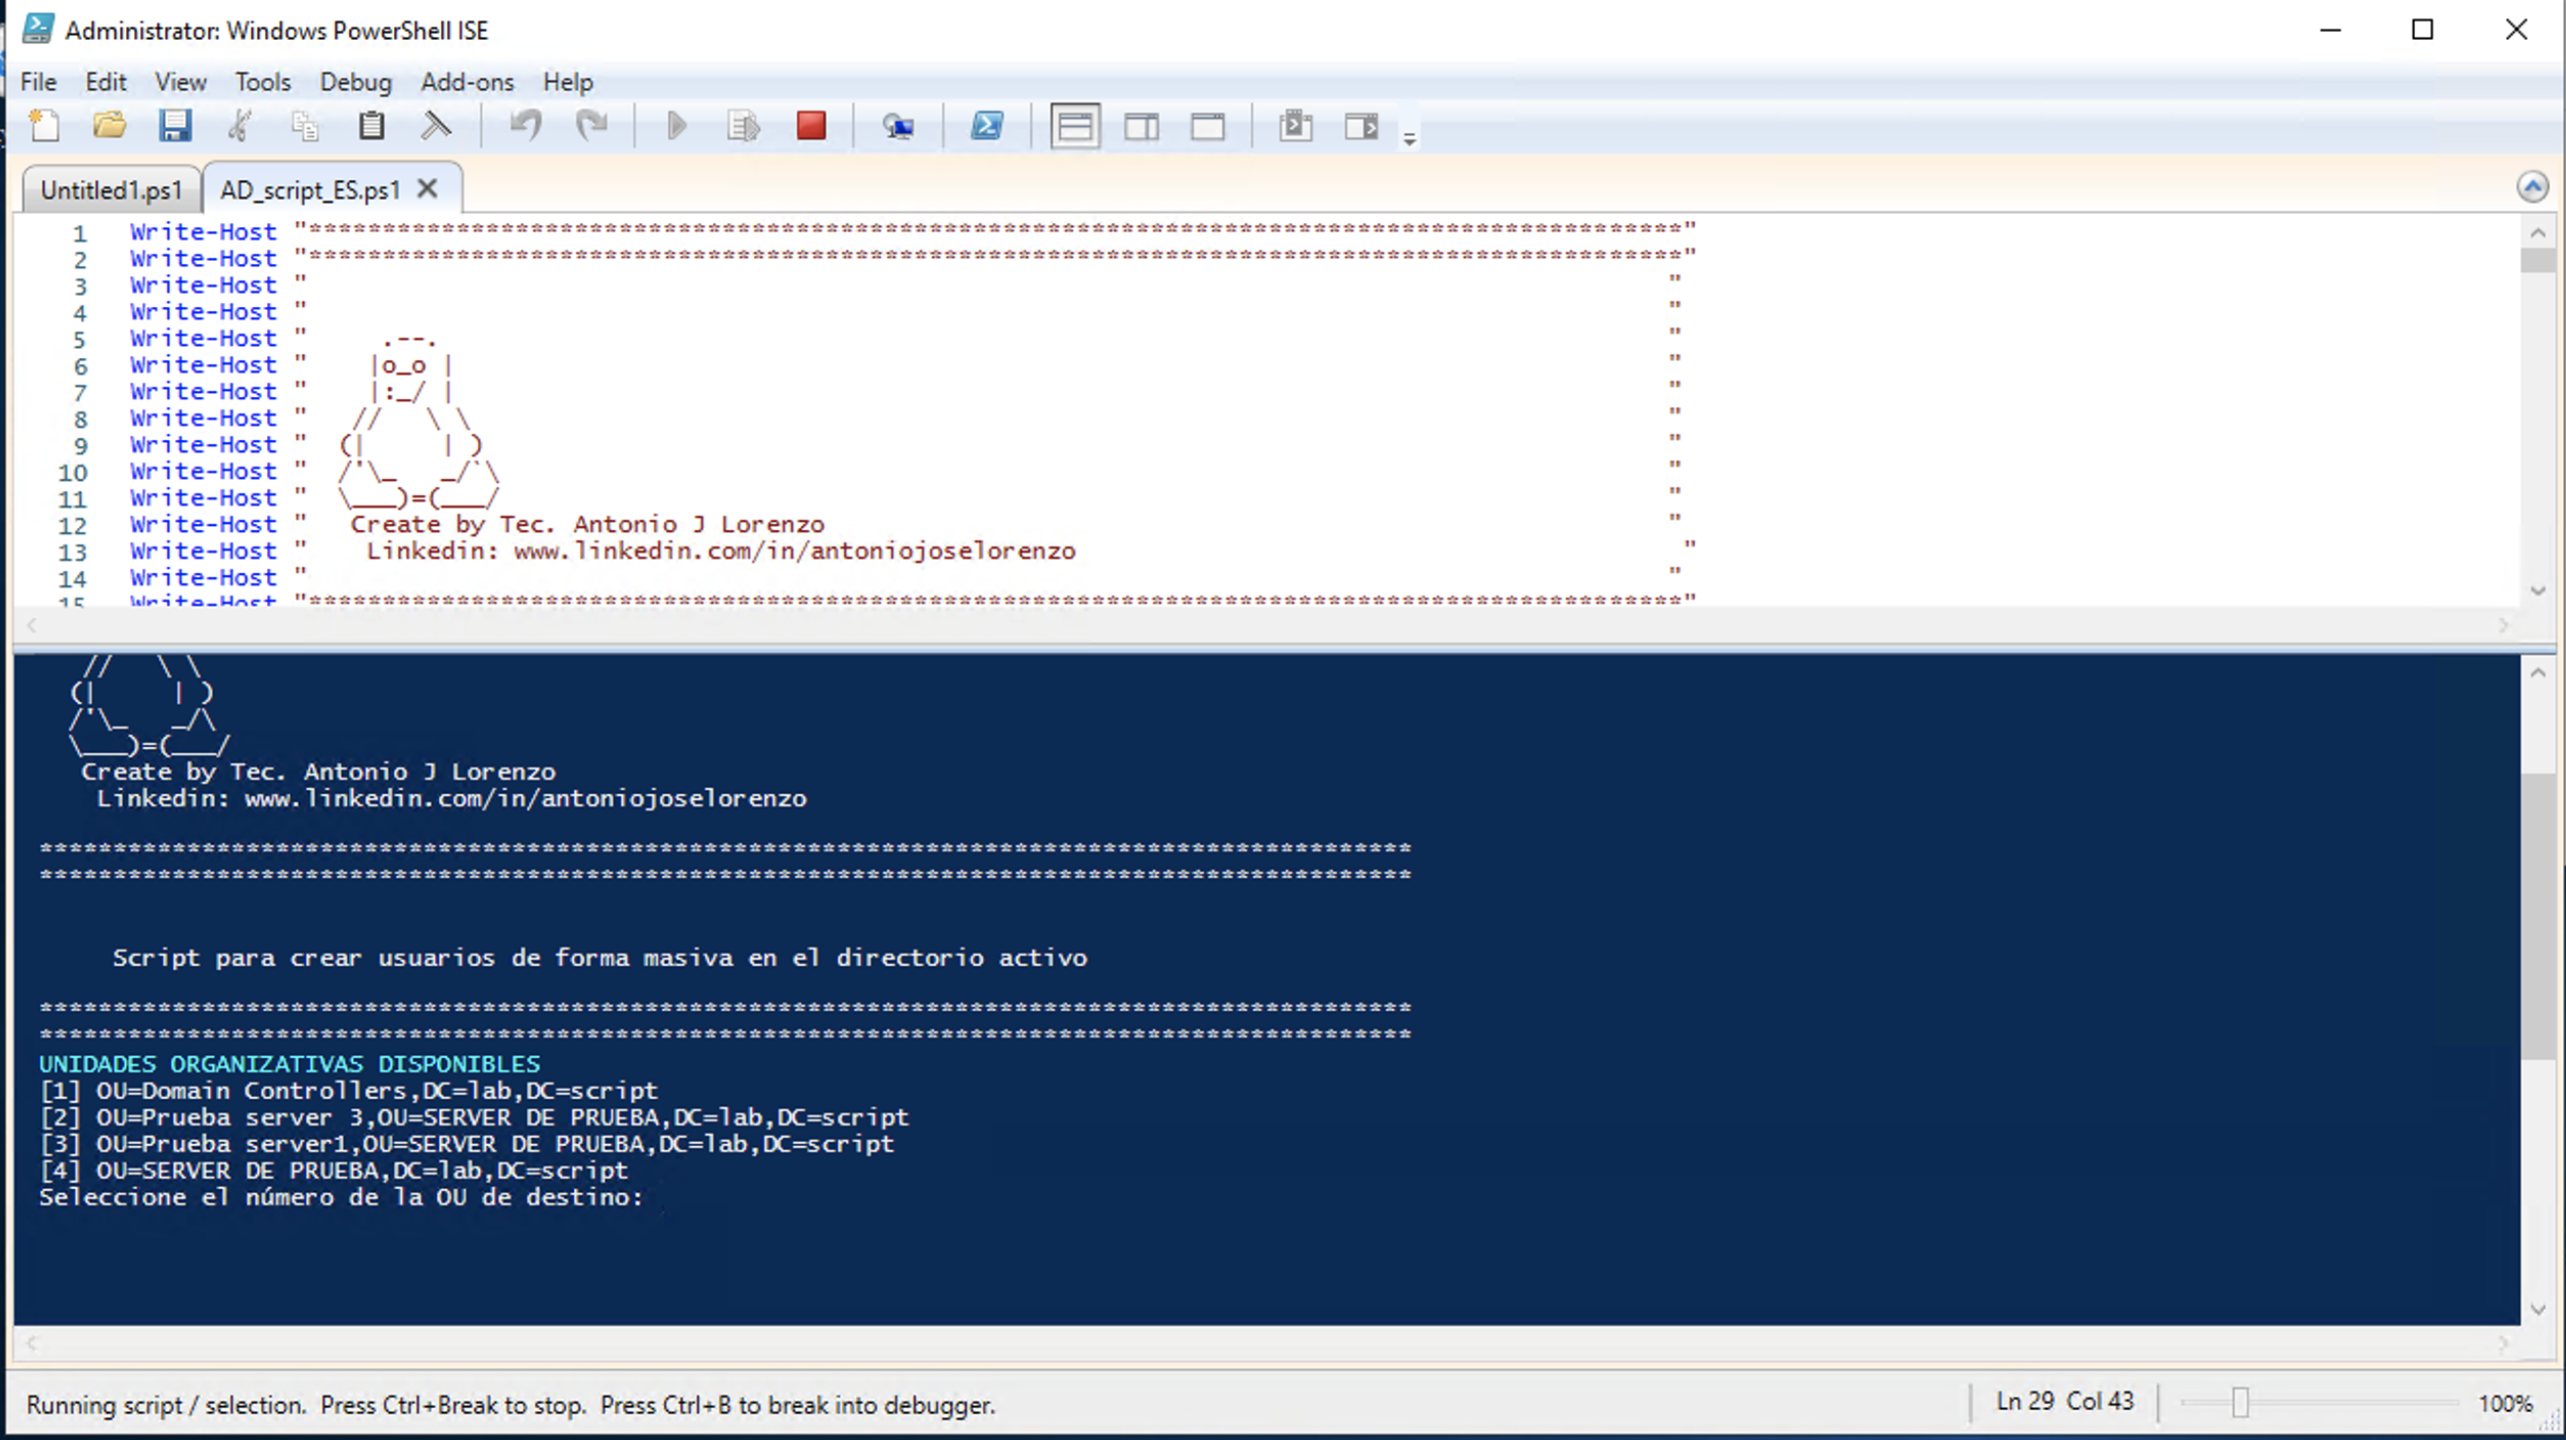 Administrator: Windows PowerShell ISE
File Edit View Tools Debug Add-ons Help
Untitled1.ps1 AD_script_ES.ps1
1 Write-Host "*********************************************************************************************"
2 Write-Host "*********************************************************************************************"
3 Write-Host " "
4 Write-Host " "
5 Write-Host "     .--. "
6 Write-Host "    |o_o | "
7 Write-Host "    |:_/ | "
8 Write-Host "   //   \ \ "
9 Write-Host "  (|     | ) "
10 Write-Host "  /'\_   _/`\ "
11 Write-Host "  \___)=(___/ "
12 Write-Host "   Create by Tec. Antonio J Lorenzo "
13 Write-Host "    Linkedin: www.linkedin.com/in/antoniojoselorenzo "
14 Write-Host " "
15 Write-Host "*********************************************************************************************"
   //   \ \
  (|     | )
  /'\_   _/\
  \___)=(___/
   Create by Tec. Antonio J Lorenzo
    Linkedin: www.linkedin.com/in/antoniojoselorenzo
*********************************************************************************************
*********************************************************************************************
Script para crear usuarios de forma masiva en el directorio activo
*********************************************************************************************
*********************************************************************************************
UNIDADES ORGANIZATIVAS DISPONIBLES
[1] OU=Domain Controllers,DC=lab,DC=script
[2] OU=Prueba server 3,OU=SERVER DE PRUEBA,DC=lab,DC=script
[3] OU=Prueba server1,OU=SERVER DE PRUEBA,DC=lab,DC=script
[4] OU=SERVER DE PRUEBA,DC=lab,DC=script
Seleccione el número de la OU de destino:
Running script / selection. Press Ctrl+Break to stop. Press Ctrl+B to break into debugger.
Ln 29 Col 43
100%